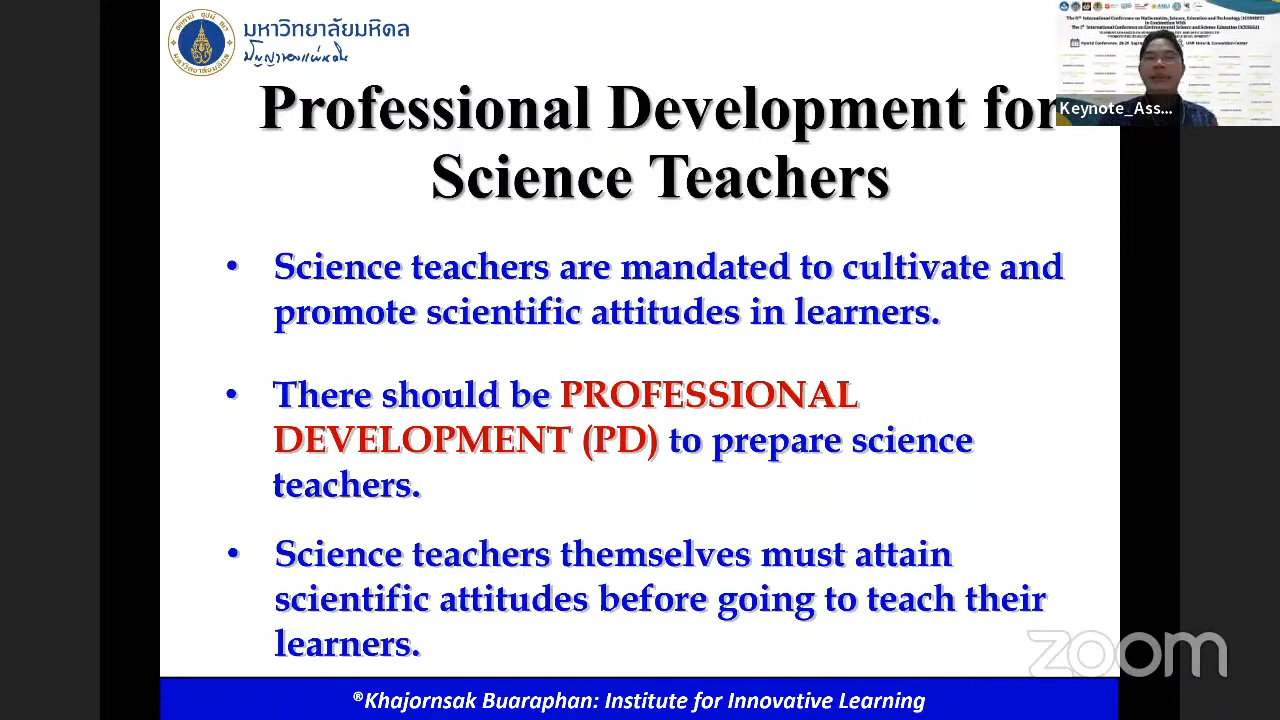 มหาวิทยาลัยมหิดล
ปัญญาของแผ่นดิน
Professional Development for
Science Teachers
• Science teachers are mandated to cultivate and
promote scientific attitudes in learners.
• There should be PROFESSIONAL
DEVELOPMENT (PD) to prepare science
teachers.
• Science teachers themselves must attain
scientific attitudes before going to teach their
learners.
®Khajornsak Buaraphan: Institute for Innovative Learning
Keynote_Ass...
zoom